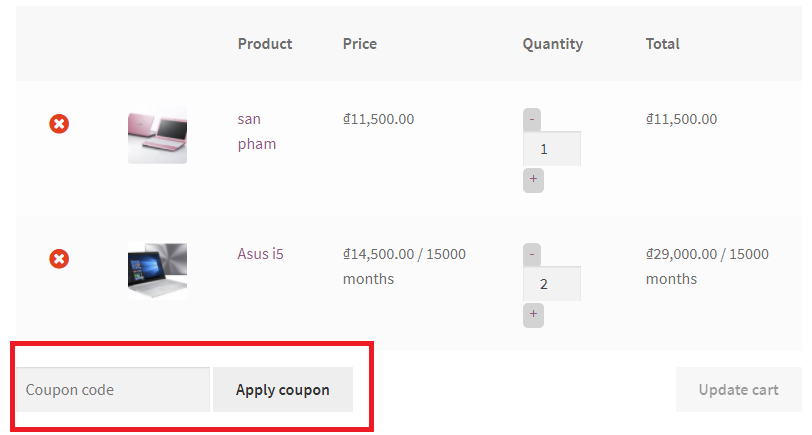 Product Price Quantity Total
san pham
₫11,500.00
-
1
+
₫11,500.00
Asus i5
₫14,500.00 / 15000
months
-
2
+
₫29,000.00 / 15000
months
Coupon code Apply coupon Update cart